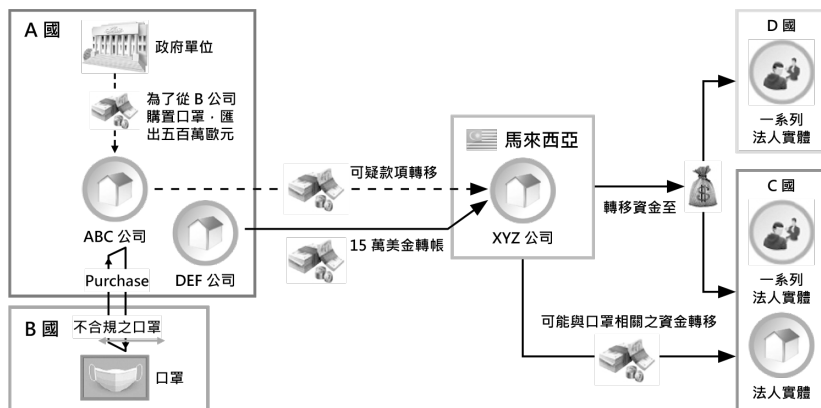 A 國
政府單位
為了從 B 公司
購置口罩，匯
出五百萬歐元
ABC 公司
DEF 公司
Purchase
B 國
不合規之口罩
口罩
可疑款項轉移
15 萬美金轉帳
馬來西亞
XYZ 公司
轉移資金至
$
可能與口罩相關之資金轉移
D 國
一系列
法人實體
C 國
一系列
法人實體
法人實體